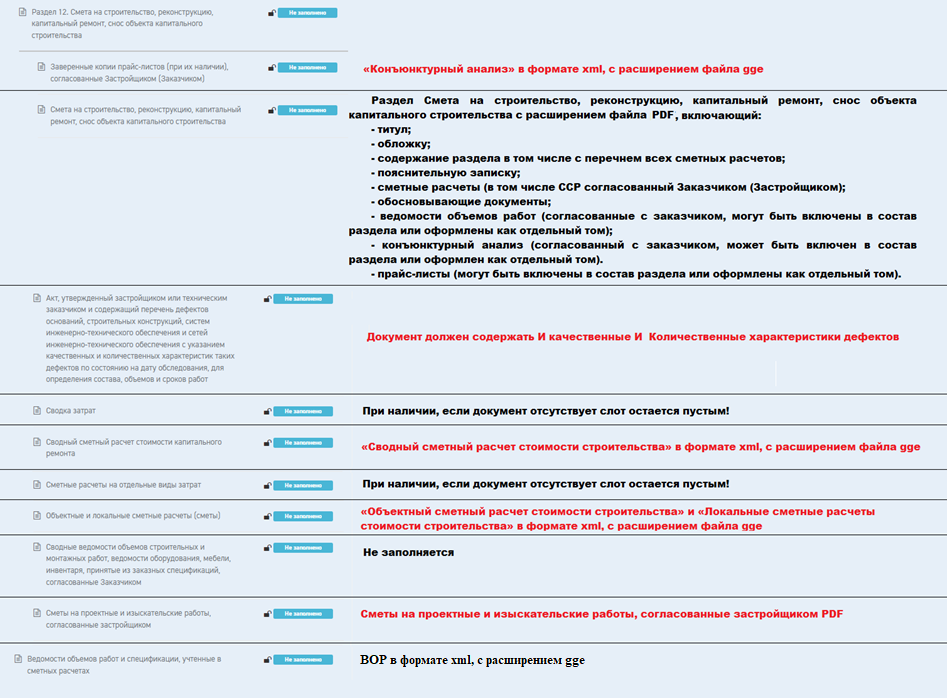 Раздел 12. Смета на строительство, реконструкцию,
капитальный ремонт, снос объекта капитального
строительства
Не заполнено
Заверенные копии прайс-листов (при их наличии),
согласованные Застройщиком (Заказчиком)
Не заполнено
«Конъюнктурный анализ» в формате xml, с расширением файла gge
Смета на строительство, реконструкцию, капитальный
ремонт, снос объекта капитального строительства
Не заполнено
Раздел Смета на строительство, реконструкцию, капитальный ремонт, снос объекта
капитального строительства с расширением файла PDF, включающий:
- титул;
- обложку;
- содержание раздела в том числе с перечнем всех сметных расчетов;
- пояснительную записку;
- сметные расчеты (в том числе ССР согласованный Заказчиком (Застройщиком);
- обосновывающие документы;
- ведомости объемов работ (согласованные с заказчиком, могут быть включены в состав
раздела или оформлены как отдельный том);
- конъюнктурный анализ (согласованный с заказчиком, может быть включен в состав
раздела или оформлен как отдельный том).
- прайс-листы (могут быть включены в состав раздела или оформлены как отдельный том).
Акт, утвержденный застройщиком или техническим
заказчиком и содержащий перечень дефектов
оснований, строительных конструкций, систем
инженерно-технического обеспечения и сетей
инженерно-технического обеспечения с указанием
качественных и количественных характеристик таких
дефектов по состоянию на дату обследования, для
определения состава, объемов и сроков работ
Не заполнено
Документ должен содержать И качественные И Количественные характеристики дефектов
Сводка затрат
Не заполнено
При наличии, если документ отсутствует слот остается пустым!
Сводный сметный расчет стоимости капитального
ремонта
Не заполнено
«Сводный сметный расчет стоимости строительства» в формате xml, с расширением файла gge
Сметные расчеты на отдельные виды затрат
Не заполнено
При наличии, если документ отсутствует слот остается пустым!
Объектные и локальные сметные расчеты (сметы)
Не заполнено
«Объектный сметный расчет стоимости строительства» и «Локальные сметные расчеты
стоимости строительства» в формате xml, с расширением файла gge
Сводные ведомости объемов строительных и
монтажных работ, ведомости оборудования, мебели,
инвентаря, принятые из заказных спецификаций,
согласованные Заказчиком
Не заполнено
Не заполняется
Сметы на проектные и изыскательские работы,
согласованные застройщиком
Не заполнено
Сметы на проектные и изыскательские работы, согласованные застройщиком PDF
Ведомости объемов работ и спецификации, учтенные в
сметных расчетах
Не заполнено
ВОР в формате xml, с расширением gge